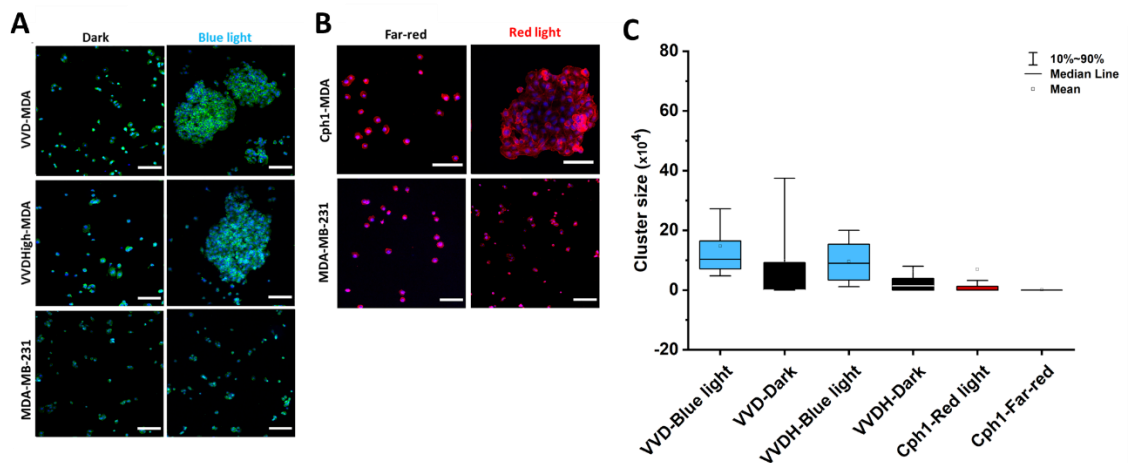 A
Dark
Blue light
VVD-MDA
VVDHigh-MDA
MDA-MB-231
B
Far-red
Red light
Cph1-MDA
MDA-MB-231
C
Cluster size (x10⁴)
80
60
40
20
0
-20
10%~90%
Median Line
Mean
VVD-Blue light
VVD-Dark
VVDH-Blue light
VVDH-Dark
Cph1-Red light
Cph1-Far-red